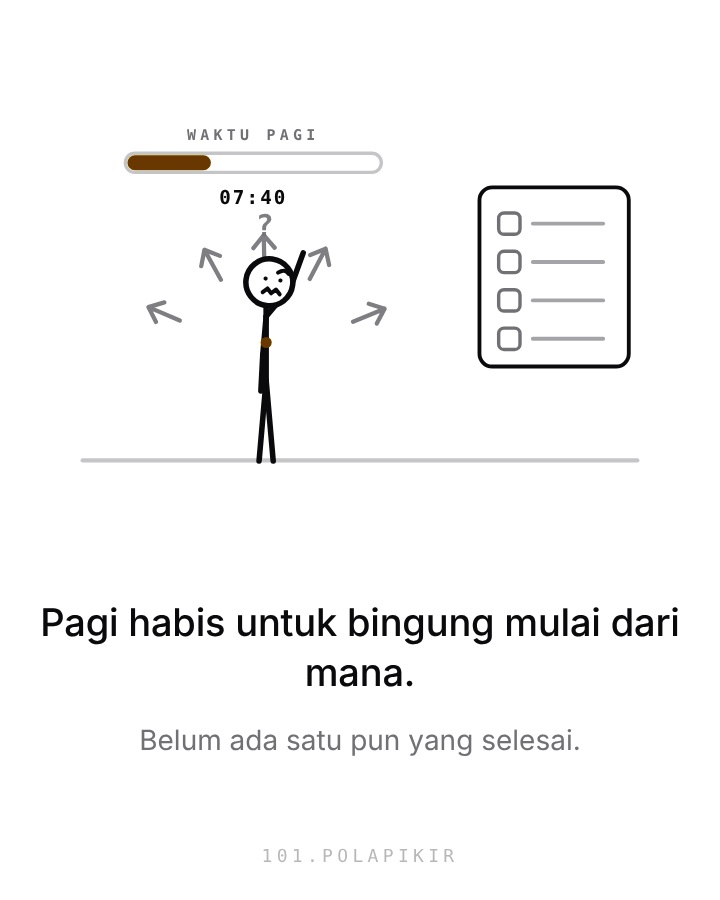 WAKTU PAGI
07:40
?
Pagi habis untuk bingung mulai dari
mana.
Belum ada satu pun yang selesai.
101.POLAPIKIR